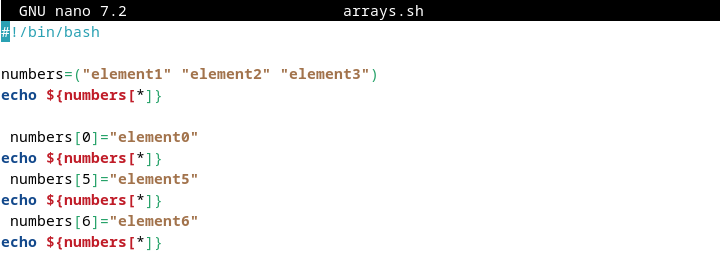 GNU nano 7.2 arrays.sh
#!/bin/bash
numbers=("element1" "element2" "element3")
echo ${numbers[*]}
numbers[0]="element0"
echo ${numbers[*]}
numbers[5]="element5"
echo ${numbers[*]}
numbers[6]="element6"
echo ${numbers[*]}